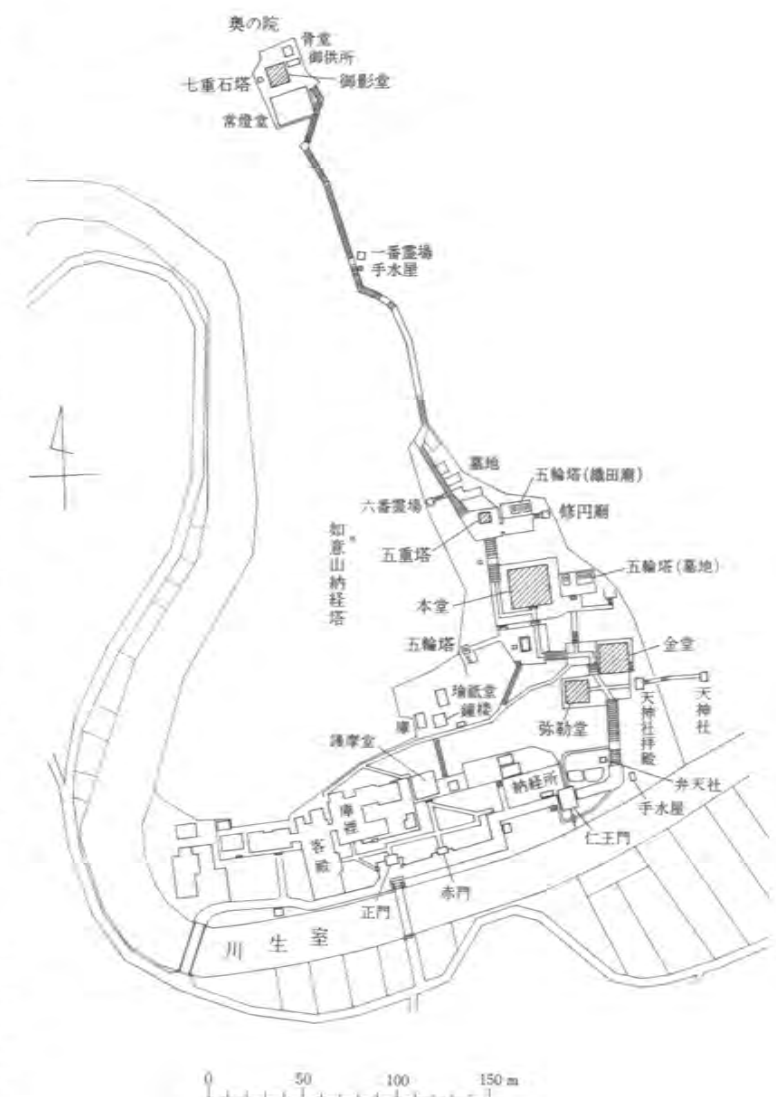 奥の院
骨堂
御供所
七重石塔
御影堂
常燈堂
一番霊場
手水屋
墓地
五輪塔(織田廟)
六番霊場
修円廟
五重塔
如意山納経塔
五輪塔(墓地)
本堂
五輪塔
金堂
瑜祇堂
鐘楼
庫
弥勒堂
天神社拝殿
天神社
護摩堂
納経所
弁天社
手水屋
庫裡
客殿
仁王門
赤門
正門
川生室
0 50 100 150 m